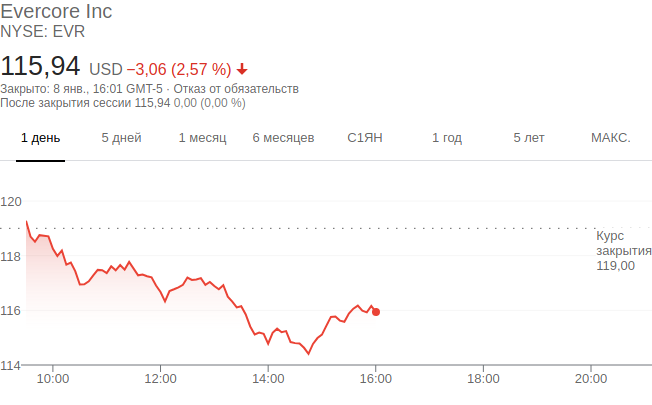 Evercore Inc
NYSE: EVR
115,94 USD −3,06 (2,57 %)
Закрыто: 8 янв., 16:01 GMT-5 · Отказ от обязательств
После закрытия сессии 115,94 0,00 (0,00 %)
1 день 5 дней 1 месяц 6 месяцев С1ЯН 1 год 5 лет МАКС.
120
Курс
закрытия
119,00
118
116
114
10:00 12:00 14:00 16:00 18:00 20:00